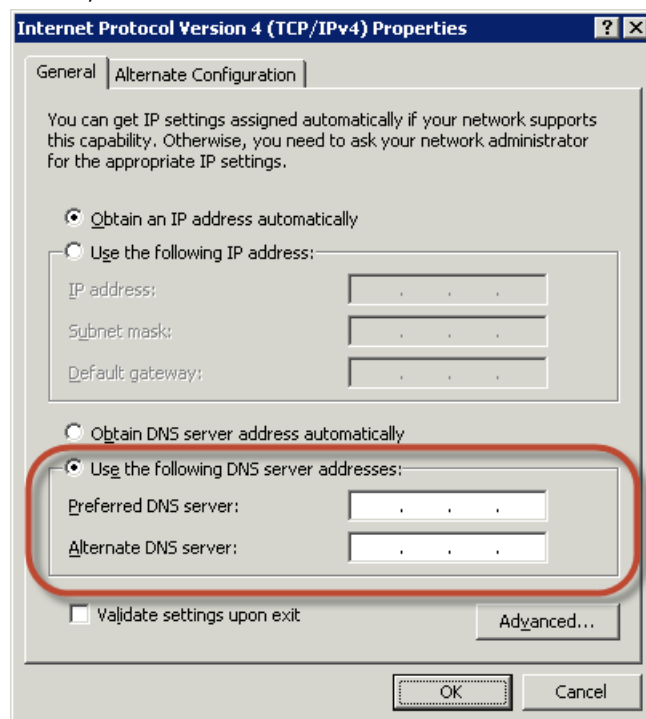 Internet Protocol Version 4 (TCP/IPv4) Properties
General
Alternate Configuration
You can get IP settings assigned automatically if your network supports
this capability. Otherwise, you need to ask your network administrator
for the appropriate IP settings.
Obtain an IP address automatically
Use the following IP address:
IP address:
Subnet mask:
Default gateway:
Obtain DNS server address automatically
Use the following DNS server addresses:
Preferred DNS server:
Alternate DNS server:
Validate settings upon exit
Advanced...
OK
Cancel